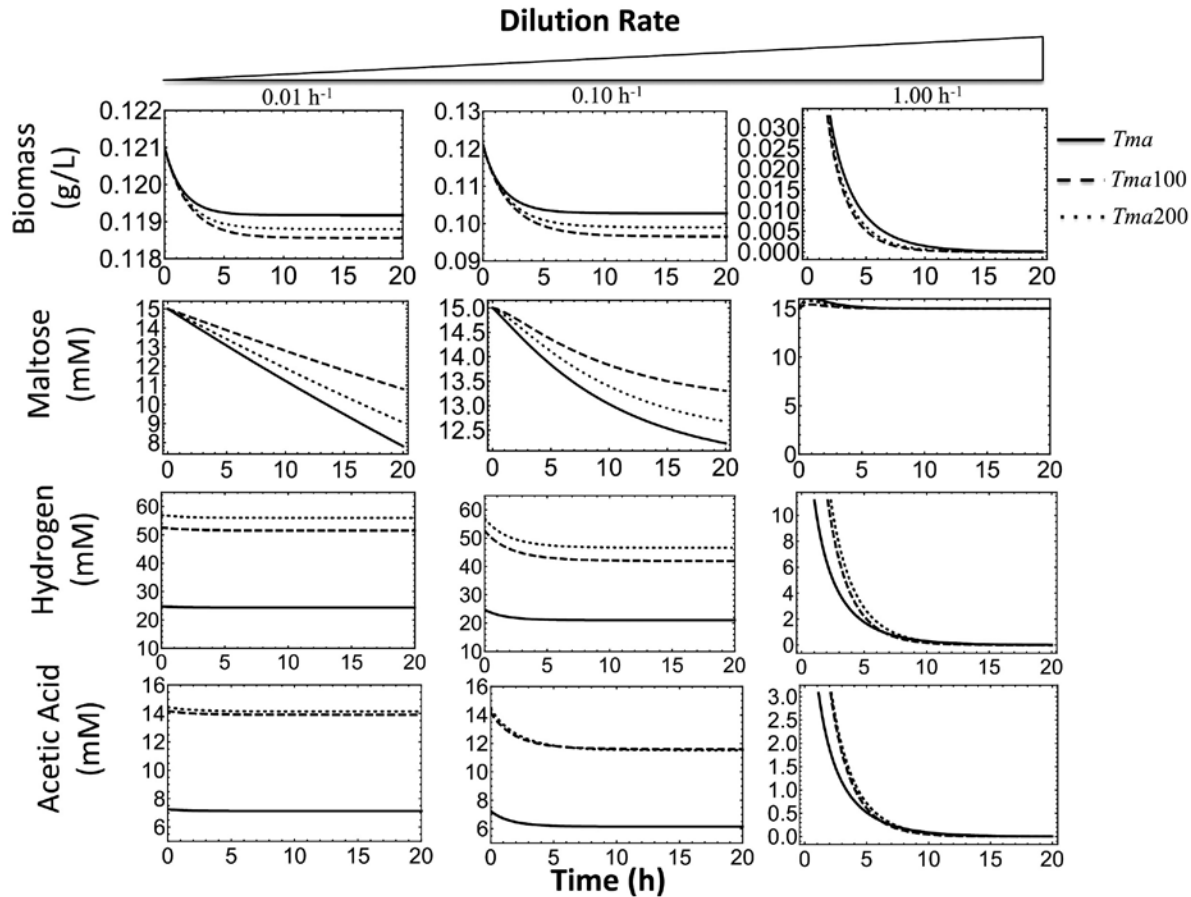 Dilution Rate
0.01 h-1
0.10 h-1
1.00 h-1
Biomass
(g/L)
0.122
0.121
0.120
0.119
0.118
0 5 10 15 20
0.13
0.12
0.11
0.10
0.09
0 5 10 15 20
0.030
0.025
0.020
0.015
0.010
0.005
0.000
0 5 10 15 20
Tma
Tma100
Tma200
Maltose
(mM)
15
14
13
12
11
10
9
8
0 5 10 15 20
15.0
14.5
14.0
13.5
13.0
12.5
0 5 10 15 20
15
10
5
0
0 5 10 15 20
Hydrogen
(mM)
60
50
40
30
20
10
0 5 10 15 20
60
50
40
30
20
10
0 5 10 15 20
10
8
6
4
2
0
0 5 10 15 20
Acetic Acid
(mM)
16
14
12
10
8
6
0 5 10 15 20
16
14
12
10
8
6
0 5 10 15 20
3.0
2.5
2.0
1.5
1.0
0.5
0.0
0 5 10 15 20
Time (h)